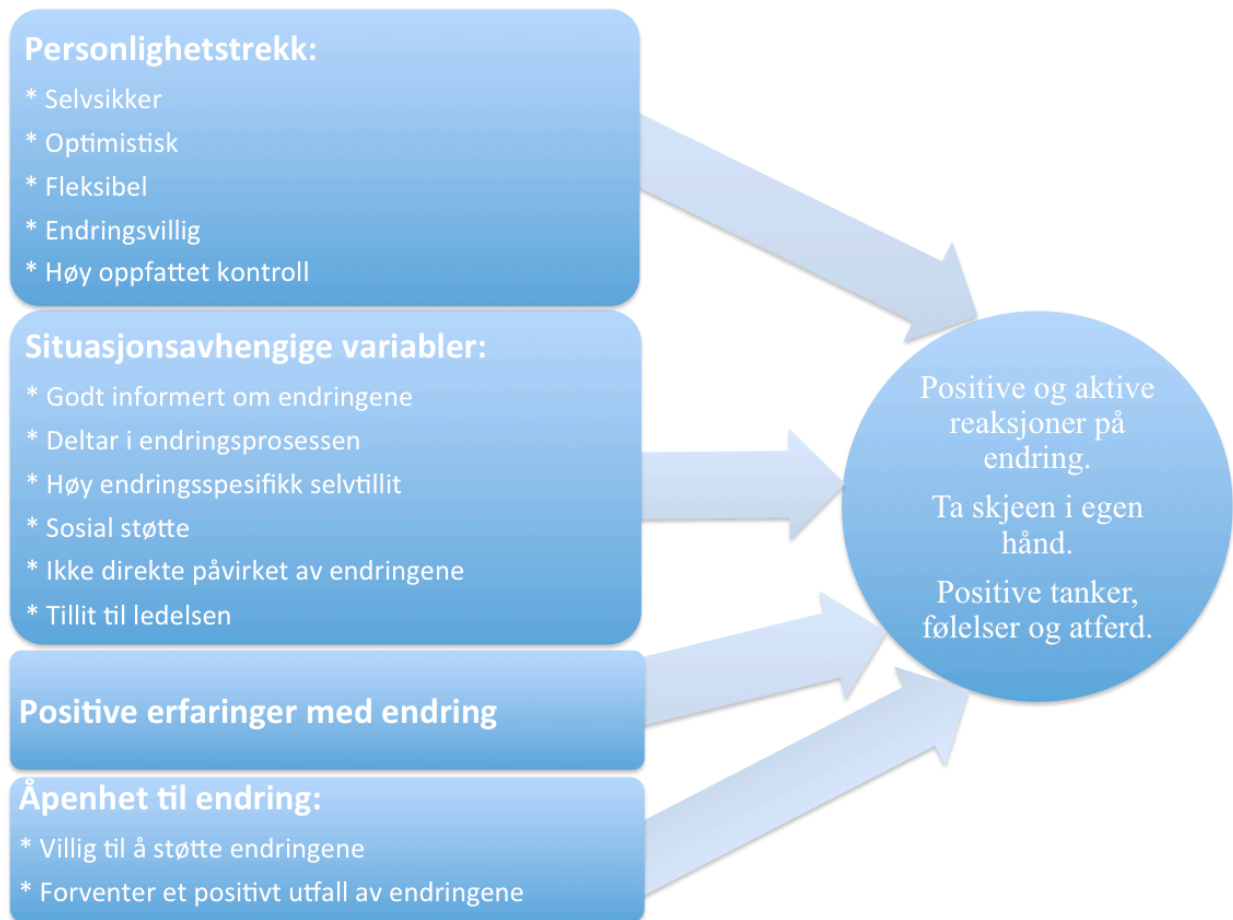 Personlighetstrekk:
* Selvsikker
* Optimistisk
* Fleksibel
* Endringsvillig
* Høy oppfattet kontroll
Situasjonsavhengige variabler:
* Godt informert om endringene
* Deltar i endringsprosessen
* Høy endringsspesifikk selvtillit
* Sosial støtte
* Ikke direkte påvirket av endringene
* Tillit til ledelsen
Positive erfaringer med endring
Åpenhet til endring:
* Villig til å støtte endringene
* Forventer et positivt utfall av endringene
Positive og aktive
reaksjoner på
endring.
Ta skjeen i egen
hånd.
Positive tanker,
følelser og atferd.